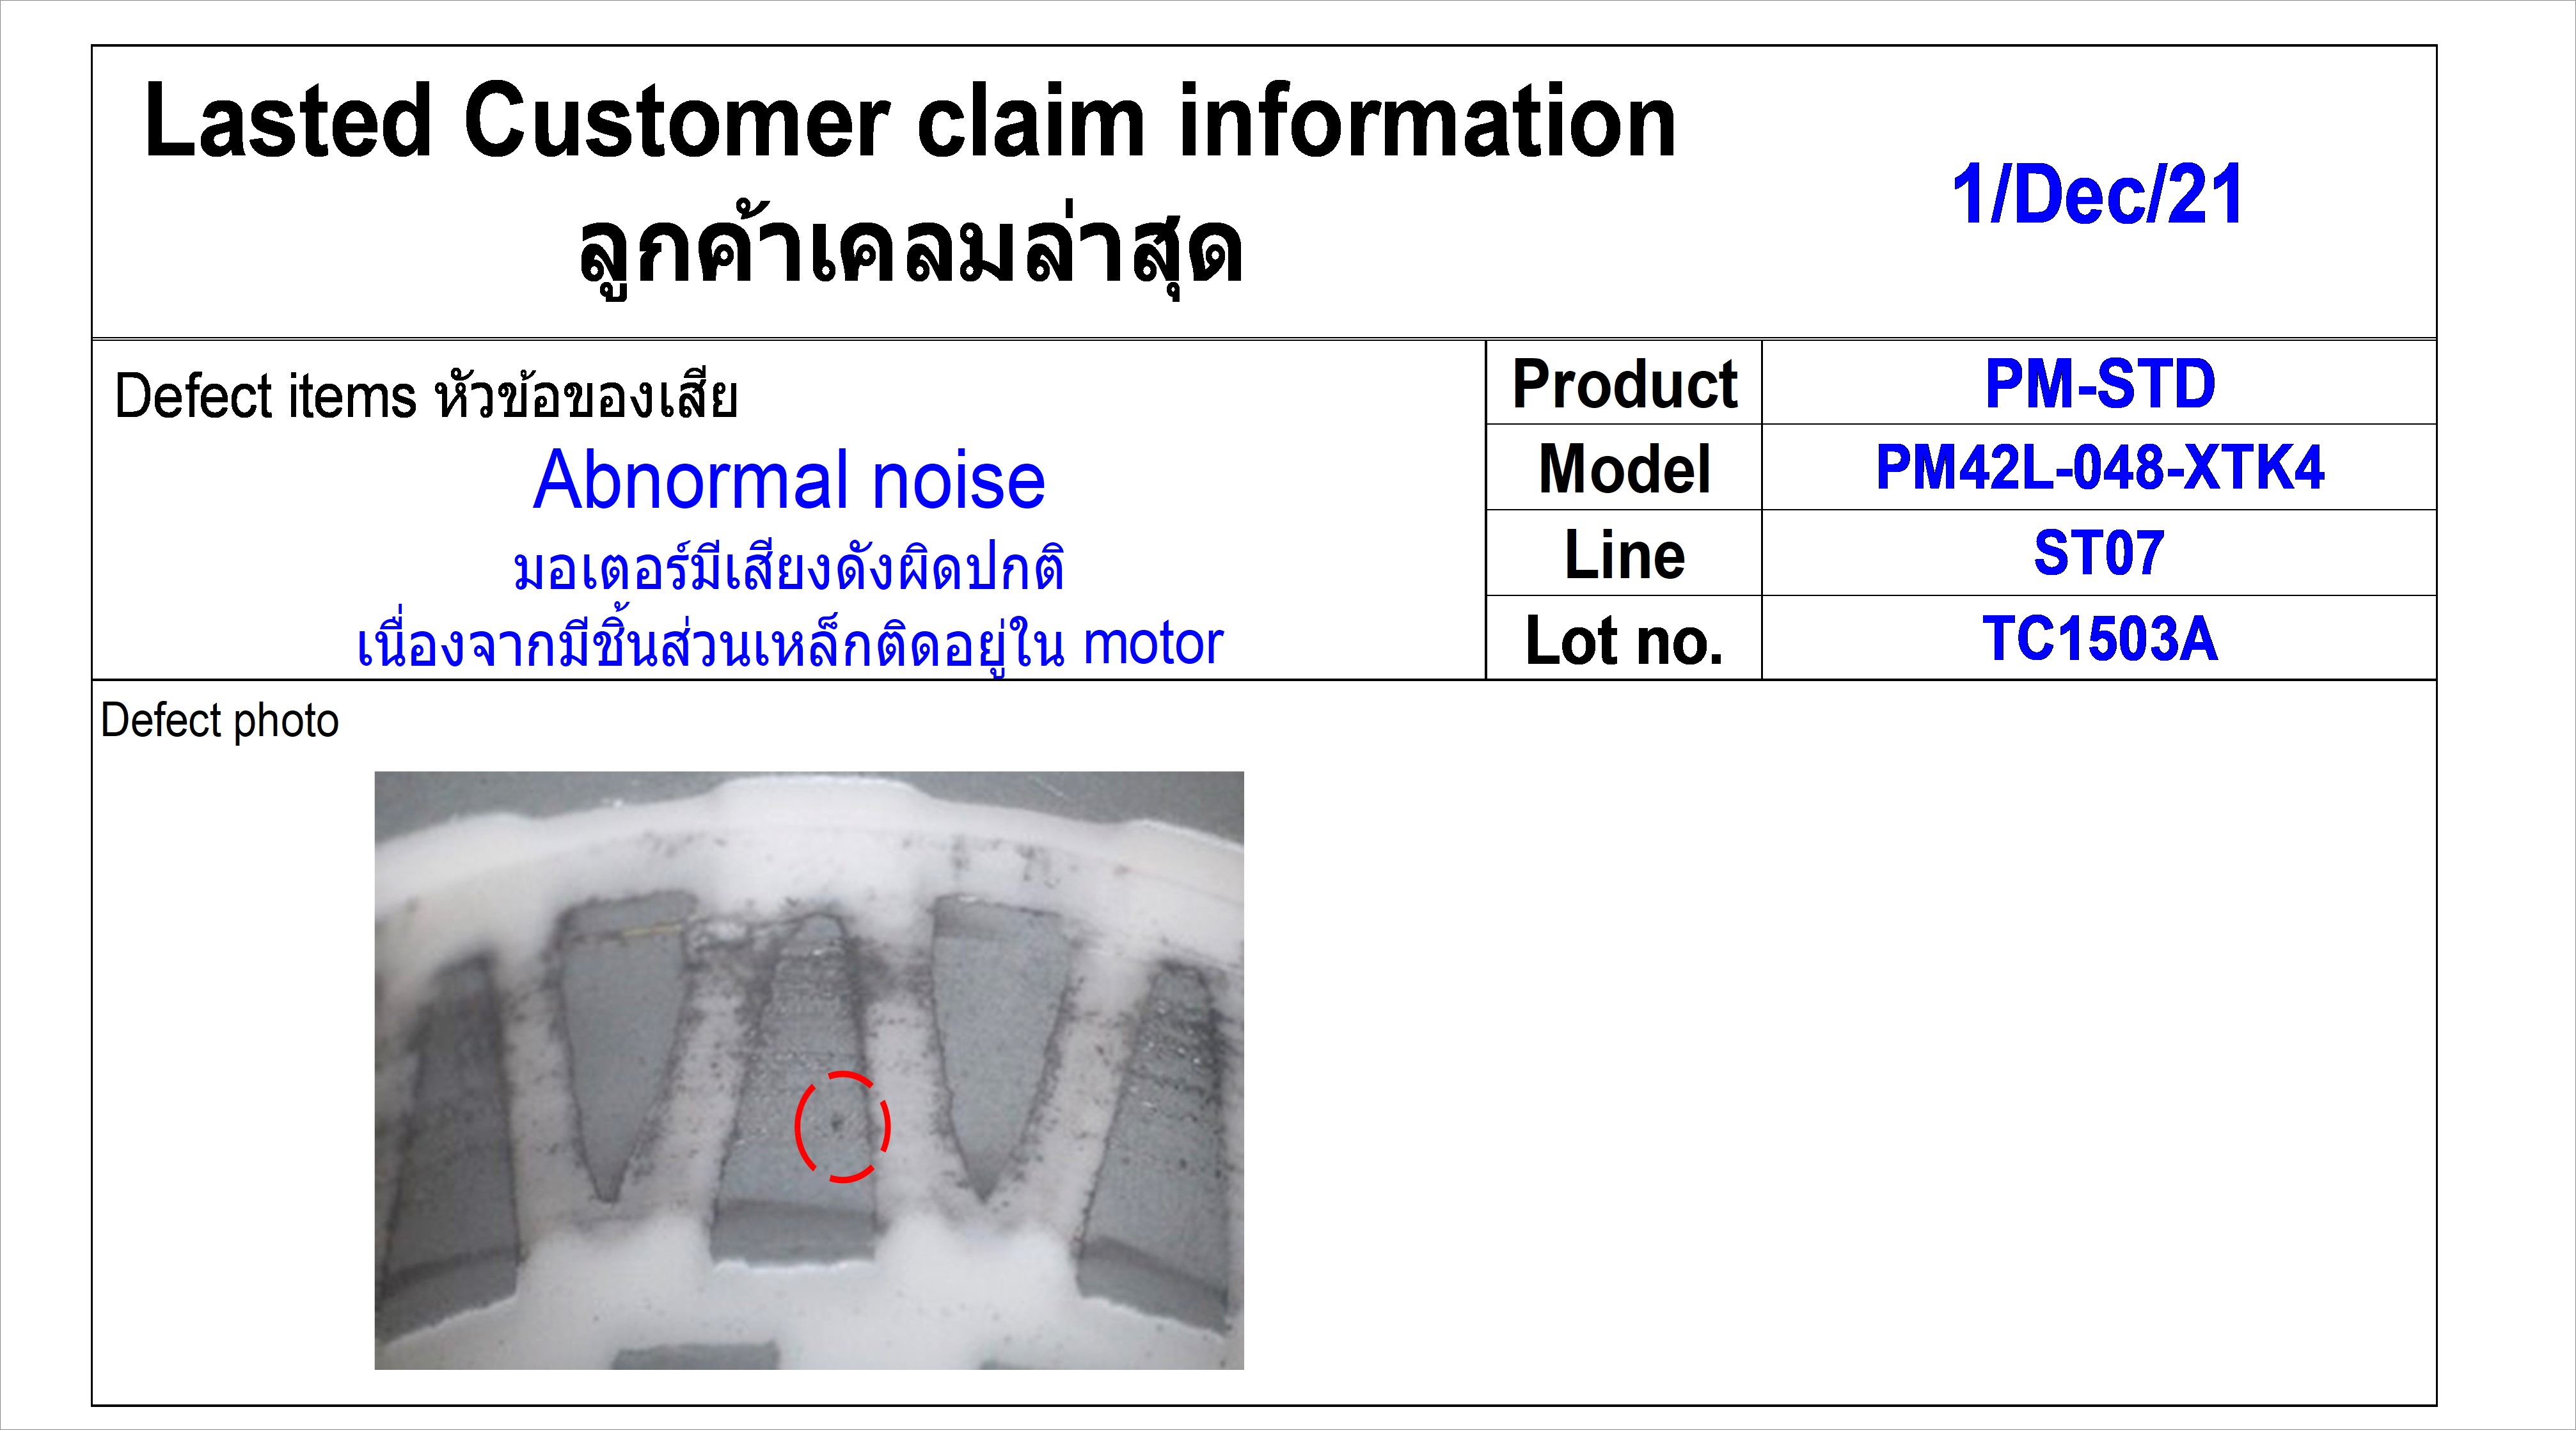 Lasted Customer claim information
ลูกค้าเคลมล่าสุด
1/Dec/21
Defect items หัวข้อของเสีย
Abnormal noise
มอเตอร์มีเสียงดังผิดปกติ
เนื่องจากมีชิ้นส่วนเหล็กติดอยู่ใน motor
Product PM-STD
Model PM42L-048-XTK4
Line ST07
Lot no. TC1503A
Defect photo